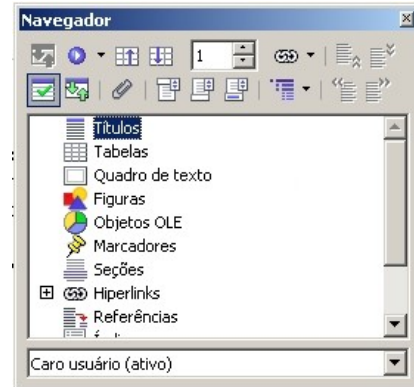 Navegador
1
Títulos
Tabelas
Quadro de texto
Figuras
Objetos OLE
Marcadores
Seções
Hiperlinks
Referências
Caro usuário (ativo)